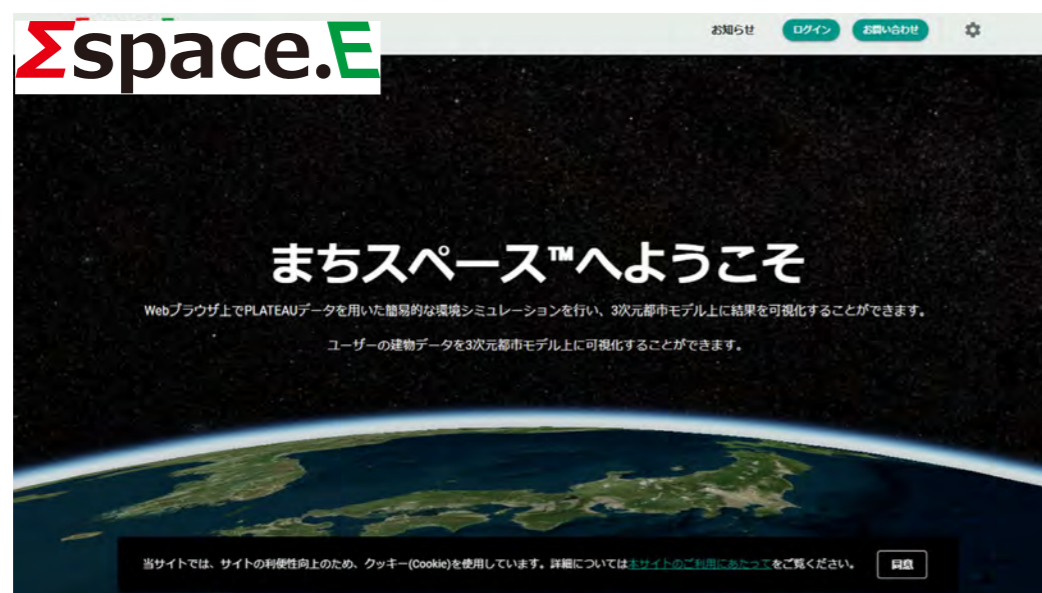 Σspace.E
お知らせ
ログイン
お問い合わせ
まちスペース™へようこそ
Webブラウザ上でPLATEAUデータを用いた簡易的な環境シミュレーションを行い、3次元都市モデル上に結果を可視化することができます。
ユーザーの建物データを3次元都市モデル上に可視化することができます。
当サイトでは、サイトの利便性向上のため、クッキー(Cookie)を使用しています。詳細については本サイトのご利用にあたってをご覧ください。
同意